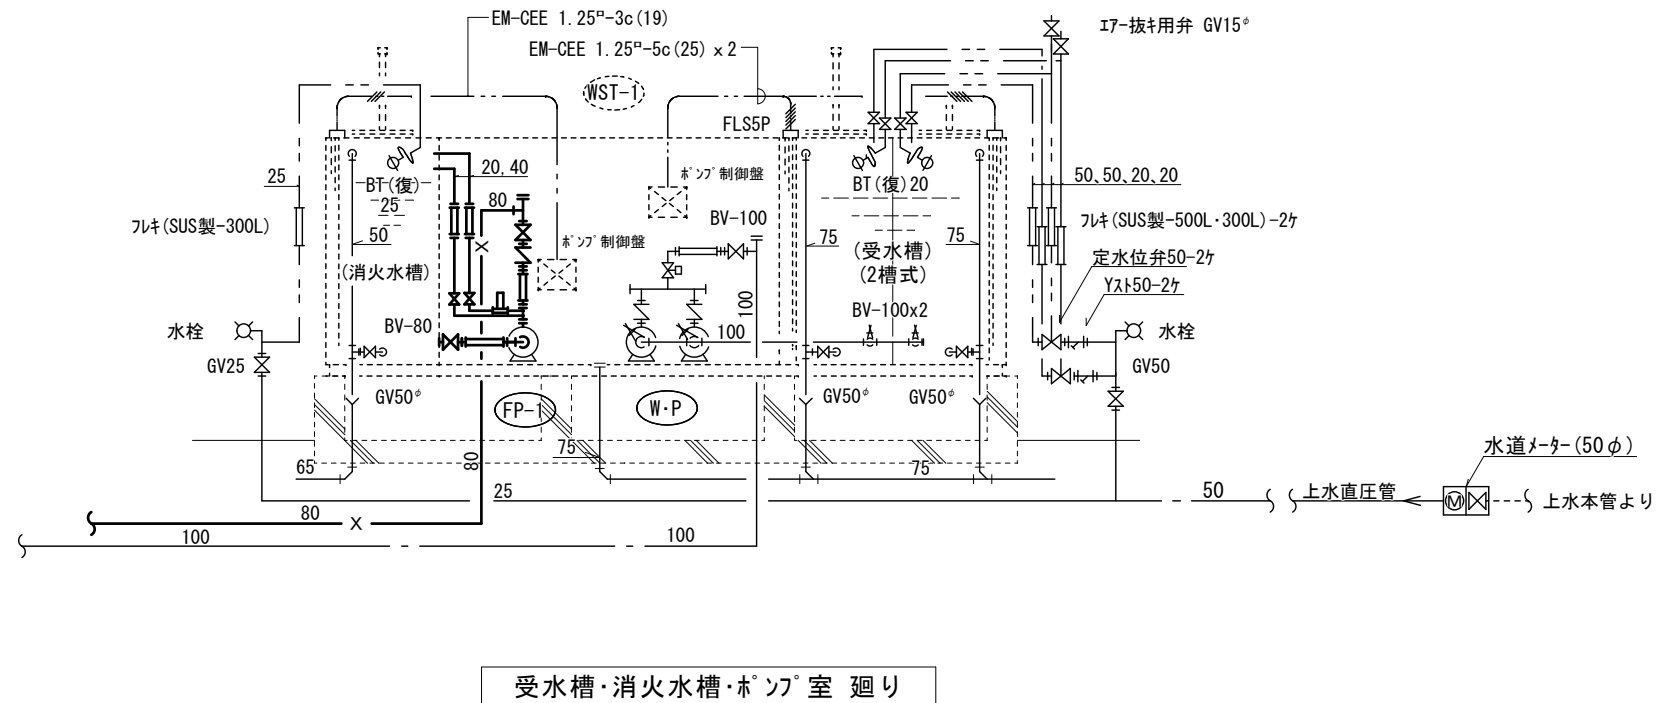 EM-CEE 1.25□-3c(19)
EM-CEE 1.25□-5c(25) x2
ｴｱｰ抜ｷ用弁 GV15φ
WST-1
FLS5P
25
BT(復)
25
20,40
80
ﾎﾟﾝﾌﾟ制御盤
BT(復)20
50,50,20,20
ﾌﾚｷ(SUS製-300L)
50
X
ﾎﾟﾝﾌﾟ制御盤
BV-100
75
(受水槽)
(2槽式)
75
ﾌﾚｷ(SUS製-500L･300L)-2ｹ
(消火水槽)
定水位弁50-2ｹ
Yｽﾄ50-2ｹ
水栓
BV-80
100
100
BV-100x2
水栓
GV25
GV50
GV50φ
FP-1
W･P
GV50φ
GV50φ
65
80
75
75
水道ﾒｰﾀｰ(50φ)
25
50
上水直圧管
M
上水本管より
80
X
100
100
受水槽･消火水槽･ﾎﾟﾝﾌﾟ室 廻り